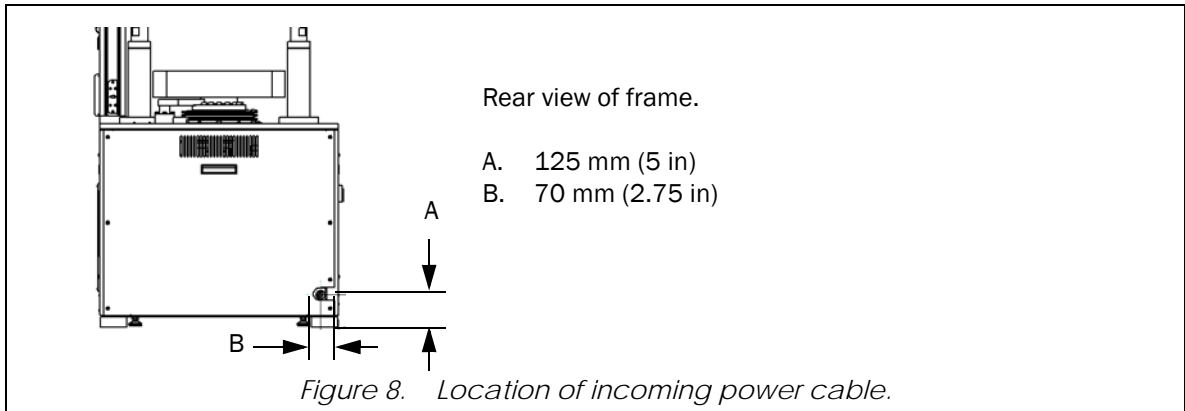 Rear view of frame.
A. 125 mm (5 in)
B. 70 mm (2.75 in)
A
B
Figure 8. Location of incoming power cable.